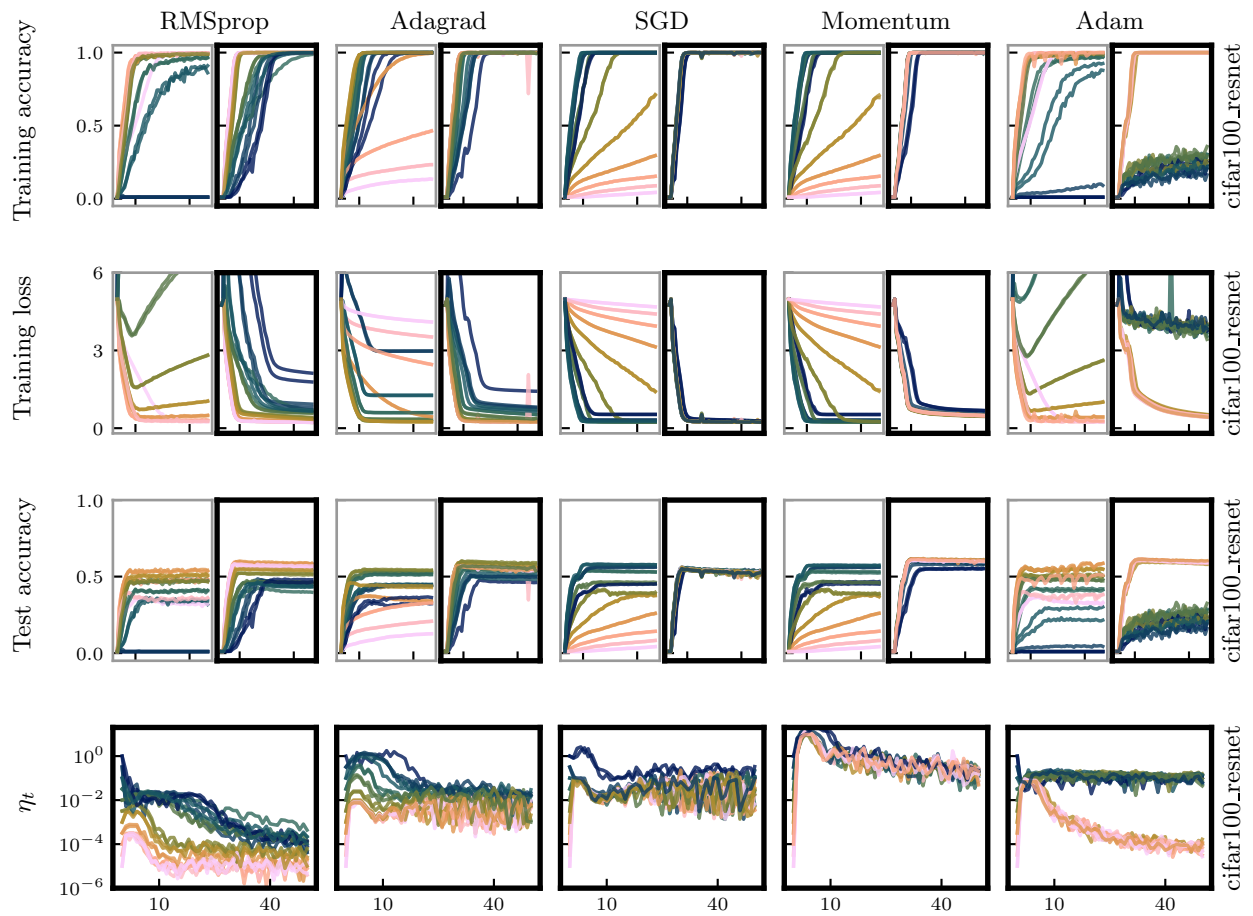 RMSprop Adagrad SGD Momentum Adam
Training accuracy
1.0
0.5
0.0
cifar100_resnet
Training loss
6
3
0
cifar100_resnet
Test accuracy
1.0
0.5
0.0
cifar100_resnet
η_t
10^0
10^−2
10^−4
10^−6
cifar100_resnet
10 40 10 40 10 40 10 40 10 40